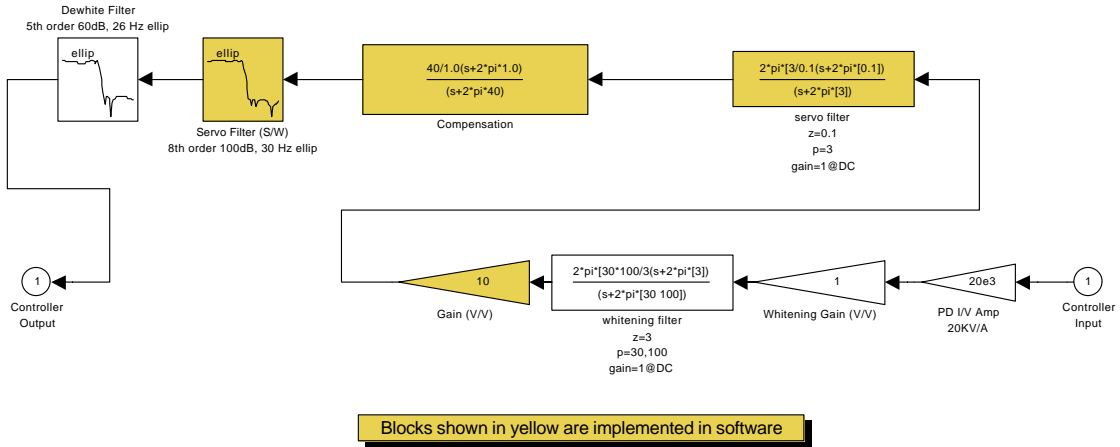 Dewhite Filter
5th order 60dB, 26 Hz ellip
ellip
ellip
Servo Filter (S/W)
8th order 100dB, 30 Hz ellip
40/1.0(s+2*pi*1.0)
(s+2*pi*40)
Compensation
2*pi*[3/0.1(s+2*pi*[0.1])
(s+2*pi*[3])
servo filter
z=0.1
p=3
gain=1@DC
1
Controller
Output
10
Gain (V/V)
2*pi*[30*100/3(s+2*pi*[3])
(s+2*pi*[30 100])
whitening filter
z=3
p=30,100
gain=1@DC
1
Whitening Gain (V/V)
20e3
PD I/V Amp
20KV/A
1
Controller
Input
Blocks shown in yellow are implemented in software